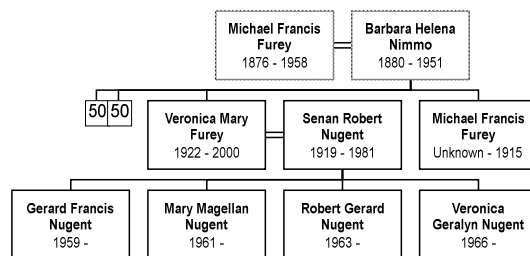 Michael Francis
Furey
1876 - 1958
Barbara Helena
Nimmo
1880 - 1951
50 50
Veronica Mary
Furey
1922 - 2000
Senan Robert
Nugent
1919 - 1981
Michael Francis
Furey
Unknown - 1915
Gerard Francis
Nugent
1959 -
Mary Magellan
Nugent
1961 -
Robert Gerard
Nugent
1963 -
Veronica
Geralyn Nugent
1966 -